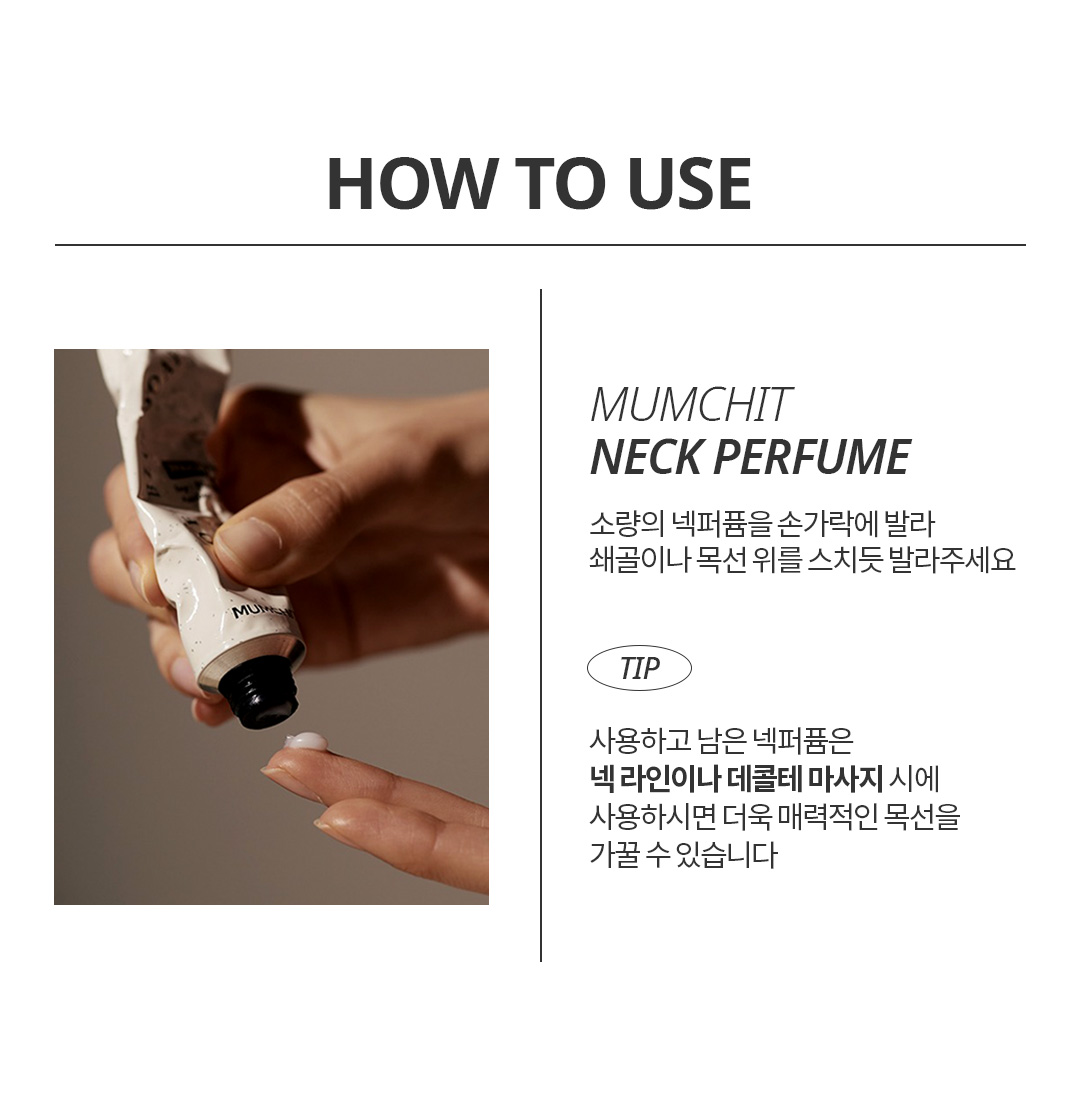 HOW TO USE
MUMCHIT
NECK PERFUME
소량의 넥퍼퓸을 손가락에 발라
쇄골이나 목선 위를 스치듯 발라주세요
TIP
사용하고 남은 넥퍼퓸은
넥 라인이나 데콜테 마사지 시에
사용하시면 더욱 매력적인 목선을
가꿀 수 있습니다